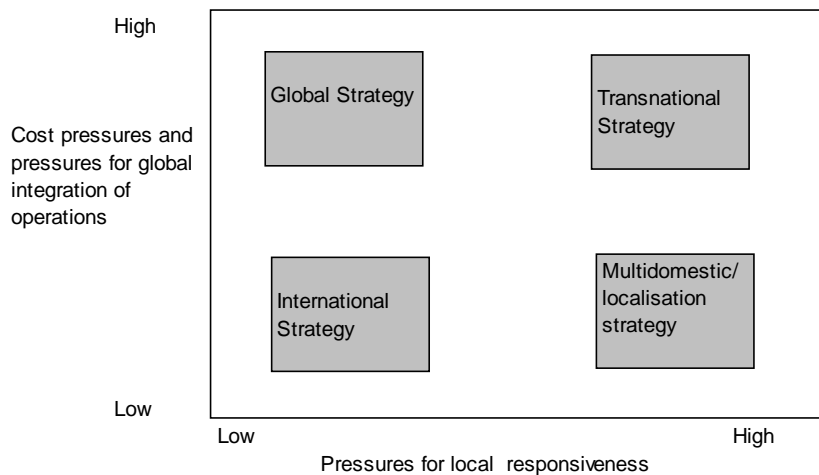 High
Global Strategy
Transnational
Strategy
Cost pressures and
pressures for global
integration of
operations
International
Strategy
Multidomestic/
localisation
strategy
Low
Low
High
Pressures for local responsiveness